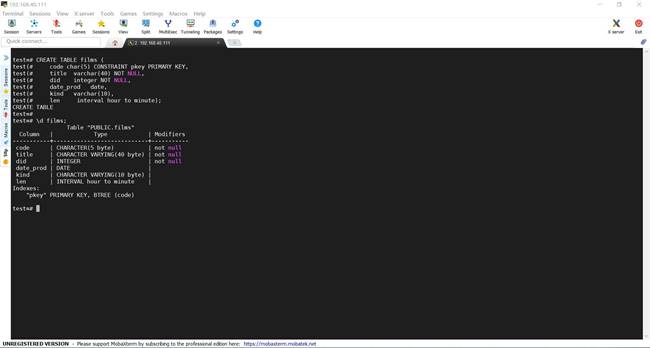 192.168.40.111
Terminal Sessions View X server Tools Games Settings Macros Help
Session Servers Tools Games Sessions View Split MultiExec Tunneling Packages Settings Help X server Exit
Quick connect...
2. 192.168.40.111
Sessions
Tools
Macros
Sftp
test=# CREATE TABLE films (
test(# code char(5) CONSTRAINT pkey PRIMARY KEY,
test(# title varchar(40) NOT NULL,
test(# did integer NOT NULL,
test(# date_prod date,
test(# kind varchar(10),
test(# len interval hour to minute);
CREATE TABLE
test=#
test=# \d films;
Table "PUBLIC.films"
Column | Type | Modifiers
-----------+----------------------------+-----------
code | CHARACTER(5 byte) | not null
title | CHARACTER VARYING(40 byte) | not null
did | INTEGER | not null
date_prod | DATE |
kind | CHARACTER VARYING(10 byte) |
len | INTERVAL hour to minute |
Indexes:
"pkey" PRIMARY KEY, BTREE (code)
test=#
UNREGISTERED VERSION - Please support MobaXterm by subscribing to the professional edition here: https://mobaxterm.mobatek.net